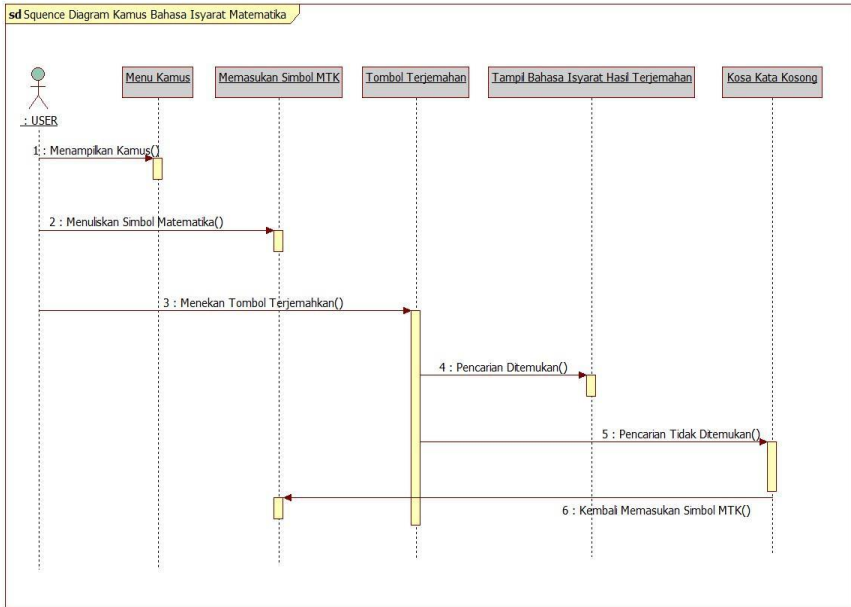 sd Squence Diagram Kamus Bahasa Isyarat Matematika
Menu Kamus
Memasukan Simbol MTK
Tombol Terjemahan
Tampil Bahasa Isyarat Hasil Terjemahan
Kosa Kata Kosong
: USER
1 : Menampilkan Kamus()
2 : Menuliskan Simbol Matematika()
3 : Menekan Tombol Terjemahkan()
4 : Pencarian Ditemukan()
5 : Pencarian Tidak Ditemukan()
6 : Kembali Memasukan Simbol MTK()